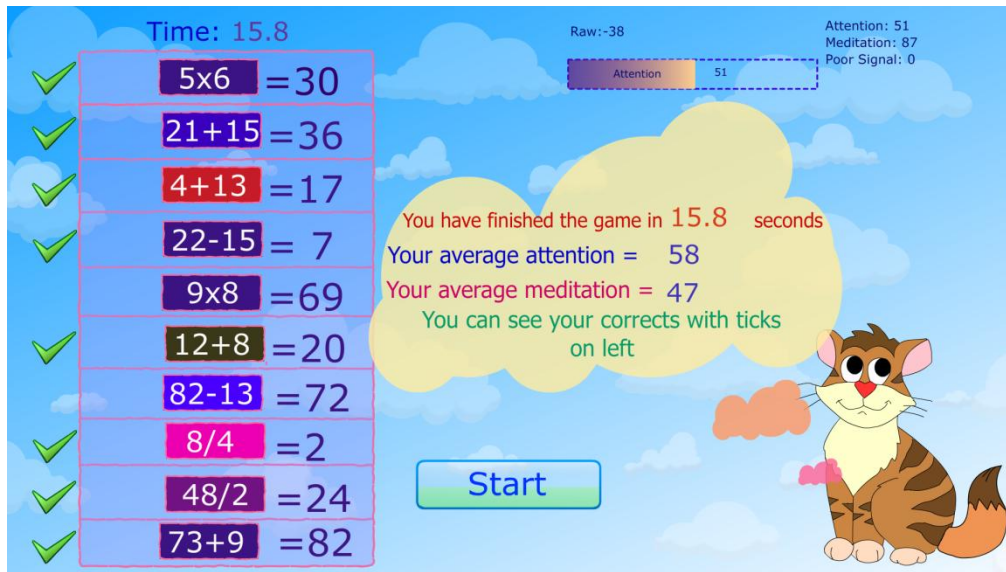 Time: 15.8
5x6 =30
21+15 =36
4+13 =17
22-15 = 7
9x8 =69
12+8 =20
82-13 =72
8/4 =2
48/2 =24
73+9 =82
Raw:-38
Attention 51
Attention: 51
Meditation: 87
Poor Signal: 0
You have finished the game in 15.8 seconds
Your average attention = 58
Your average meditation = 47
You can see your corrects with ticks
on left
Start